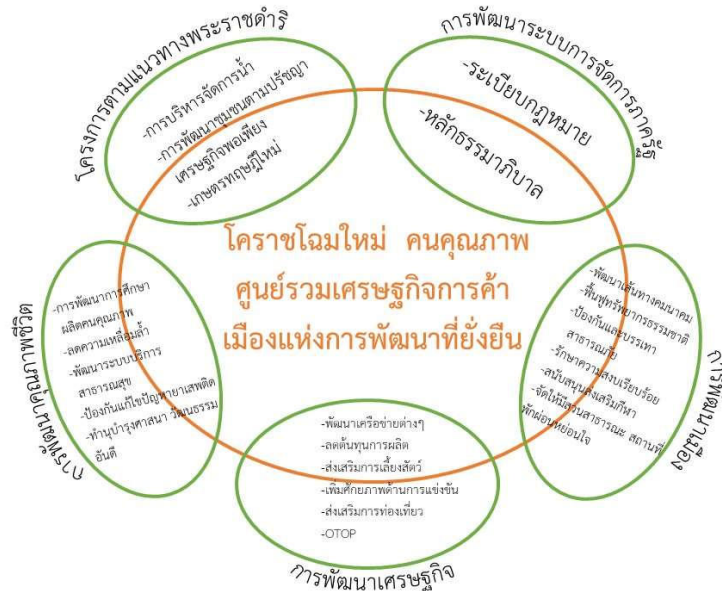 โครงการตามแนวทางพระราชดำริ
-การบริหารจัดการน้ำ
-การพัฒนาชุมชนตามปรัชญา
เศรษฐกิจพอเพียง
-เกษตรทฤษฎีใหม่
การพัฒนาระบบการจัดการภาครัฐ
-ระเบียบกฎหมาย
-หลักธรรมาภิบาล
โคราชโฉมใหม่ คนคุณภาพ
ศูนย์รวมเศรษฐกิจการค้า
เมืองแห่งการพัฒนาที่ยั่งยืน
การพัฒนาคุณภาพชีวิต
-การพัฒนาการศึกษา
ผลิตคนคุณภาพ
-ลดความเหลื่อมล้ำ
-พัฒนาระบบบริการ
สาธารณสุข
-ป้องกันแก้ไขปัญหายาเสพติด
-ทำนุบำรุงศาสนา วัฒนธรรม
อันดี
-พัฒนาเส้นทางคมนาคม
-ฟื้นฟูทรัพยากรธรรมชาติ
-ป้องกันและบรรเทา
สาธารณภัย
-รักษาความสงบเรียบร้อย
-สนับสนุนส่งเสริมกีฬา
-จัดให้มีสวนสาธารณะ สถานที่
พักผ่อนหย่อนใจ
การพัฒนาเมือง
-พัฒนาเครือข่ายต่างๆ
-ลดต้นทุนการผลิต
-ส่งเสริมการเลี้ยงสัตว์
-เพิ่มศักยภาพด้านการแข่งขัน
-ส่งเสริมการท่องเที่ยว
-OTOP
การพัฒนาเศรษฐกิจ